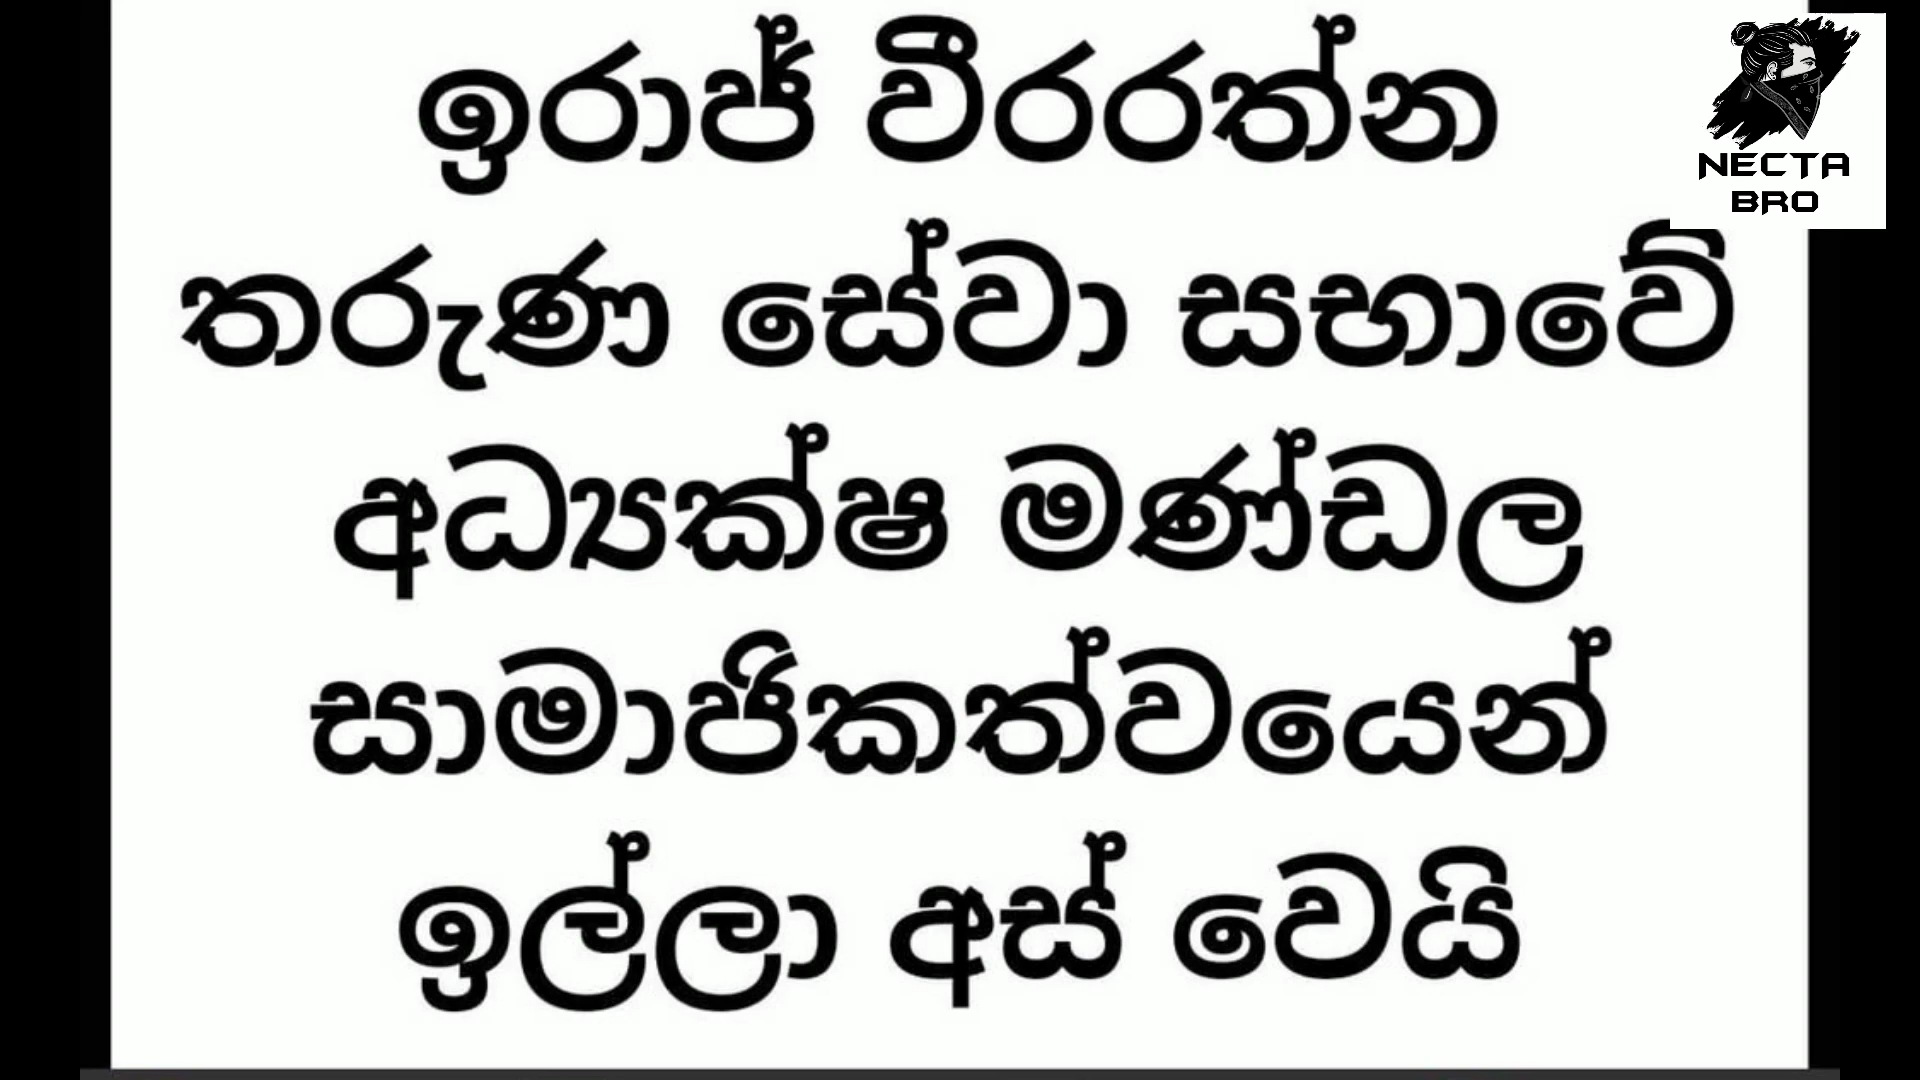 ඉරාජ් වීරරත්න
තරුණ සේවා සභාවේ
අධ්‍යක්ෂ මණ්ඩල
සාමාජිකත්වයෙන්
ඉල්ලා අස් වෙයි
NECTA
BRO